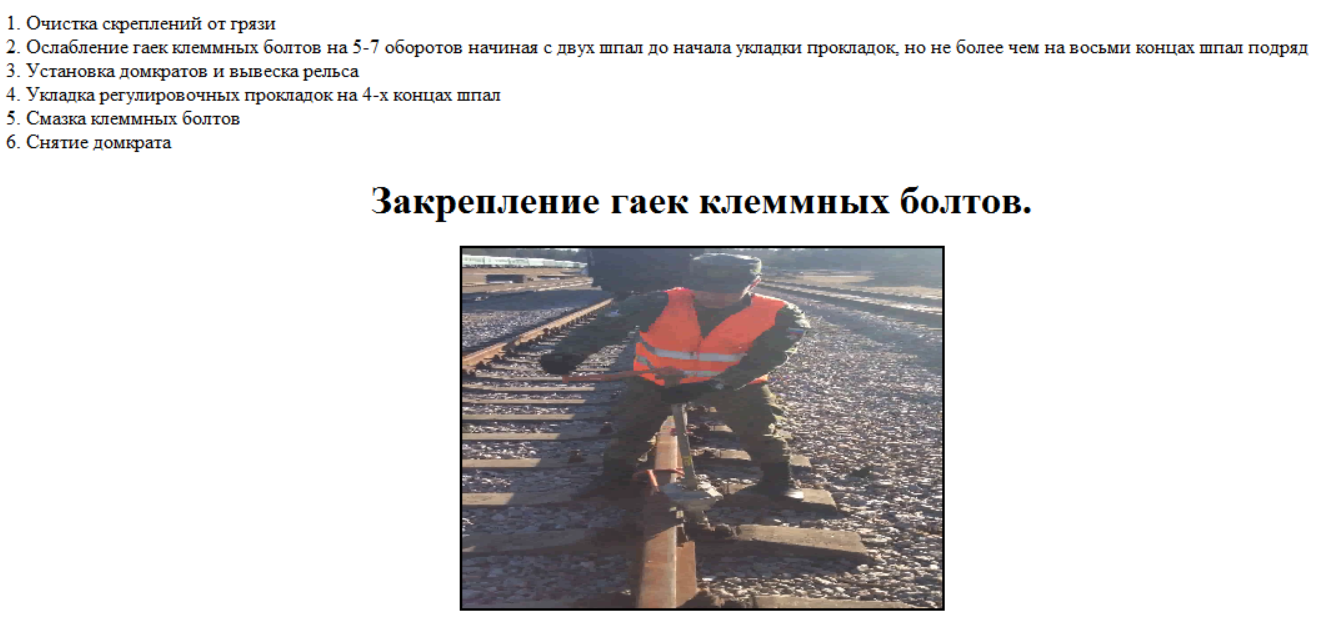 1. Очистка скреплений от грязи
2. Ослабление гаек клеммных болтов на 5-7 оборотов начиная с двух шпал до начала укладки прокладок, но не более чем на восьми концах шпал подряд
3. Установка домкратов и вывеска рельса
4. Укладка регулировочных прокладок на 4-х концах шпал
5. Смазка клеммных болтов
6. Снятие домкрата
Закрепление гаек клеммных болтов.